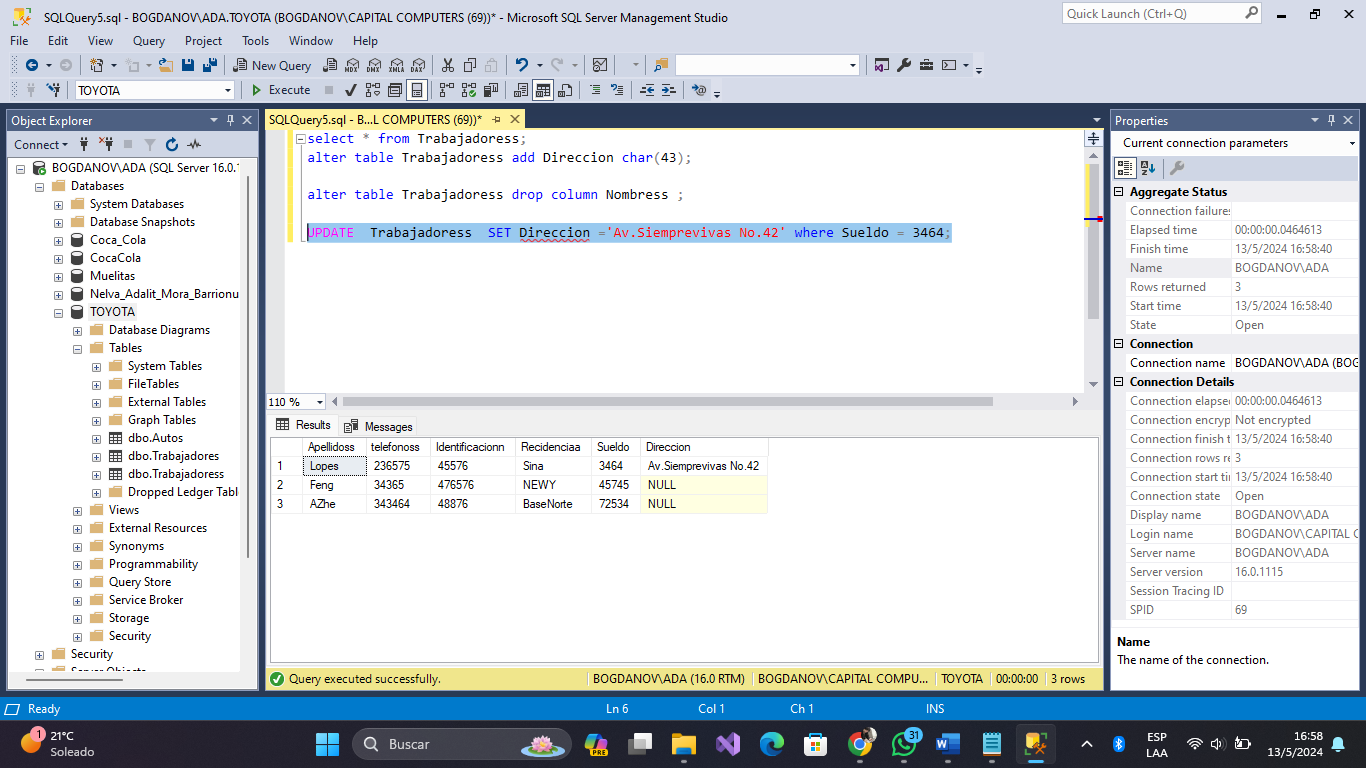 SQLQuery5.sql - BOGDANOV\ADA.TOYOTA (BOGDANOV\CAPITAL COMPUTERS (69))* - Microsoft SQL Server Management Studio
Quick Launch (Ctrl+Q)
File Edit View Query Project Tools Window Help
New Query
MDX DMX XMLA DAX
TOYOTA
Execute
Object Explorer
Connect
BOGDANOV\ADA (SQL Server 16.0.1
Databases
System Databases
Database Snapshots
Coca_Cola
CocaCola
Muelitas
Nelva_Adalit_Mora_Barrionu
TOYOTA
Database Diagrams
Tables
System Tables
FileTables
External Tables
Graph Tables
dbo.Autos
dbo.Trabajadores
dbo.Trabajadoress
Dropped Ledger Tabl
Views
External Resources
Synonyms
Programmability
Query Store
Service Broker
Storage
Security
Security
Server Objects
SQLQuery5.sql - B...L COMPUTERS (69))*
select * from Trabajadoress;
alter table Trabajadoress add Direccion char(43);
alter table Trabajadoress drop column Nombress ;
UPDATE  Trabajadoress  SET Direccion ='Av.Siemprevivas No.42' where Sueldo = 3464;
110 %
Results Messages
Apellidoss telefonoss Identificacionn Recidenciaa Sueldo Direccion
1 Lopes 236575 45576 Sina 3464 Av.Siemprevivas No.42
2 Feng 34365 476576 NEWY 45745 NULL
3 AZhe 343464 48876 BaseNorte 72534 NULL
Query executed successfully.
BOGDANOV\ADA (16.0 RTM) BOGDANOV\CAPITAL COMPU... TOYOTA 00:00:00 3 rows
Properties
Current connection parameters
Aggregate Status
Connection failures
Elapsed time 00:00:00.0464613
Finish time 13/5/2024 16:58:40
Name BOGDANOV\ADA
Rows returned 3
Start time 13/5/2024 16:58:40
State Open
Connection
Connection name BOGDANOV\ADA (BOG
Connection Details
Connection elapse 00:00:00.0464613
Connection encryp Not encrypted
Connection finish t 13/5/2024 16:58:40
Connection rows re 3
Connection start tin 13/5/2024 16:58:40
Connection state Open
Display name BOGDANOV\ADA
Login name BOGDANOV\CAPITAL C
Server name BOGDANOV\ADA
Server version 16.0.1115
Session Tracing ID
SPID 69
Name
The name of the connection.
Ready
Ln 6 Col 1 Ch 1 INS
1
21°C
Soleado
Buscar
PRE
31
ESP
LAA
16:58
13/5/2024